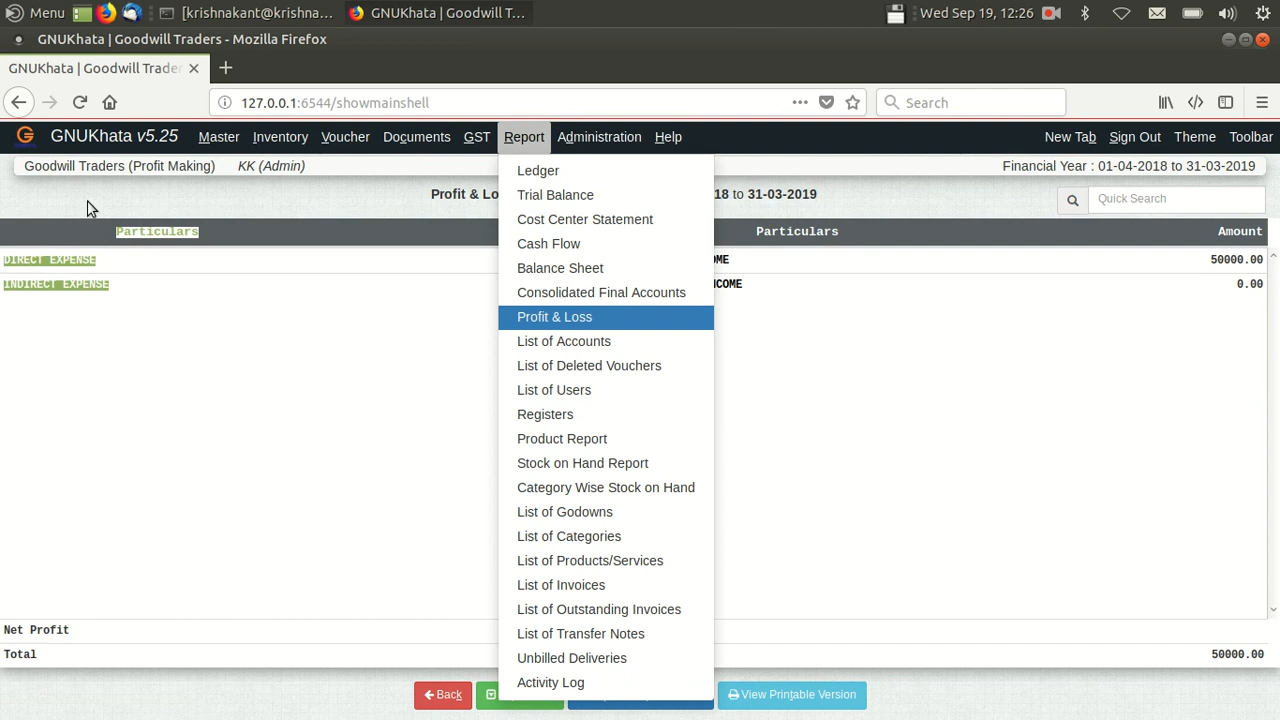 Menu [krishnakant@krishna... GNUKhata | Goodwill T... Wed Sep 19, 12:26
GNUKhata | Goodwill Traders - Mozilla Firefox
GNUKhata | Goodwill Trade
127.0.0.1:6544/showmainshell Search
GNUKhata v5.25 Master Inventory Voucher Documents GST Report Administration Help New Tab Sign Out Theme Toolbar
Goodwill Traders (Profit Making) KK (Admin) Financial Year : 01-04-2018 to 31-03-2019
Profit & Lo 18 to 31-03-2019 Quick Search
Particulars Particulars Amount
DIRECT EXPENSE OME 50000.00
INDIRECT EXPENSE COME 0.00
Ledger
Trial Balance
Cost Center Statement
Cash Flow
Balance Sheet
Consolidated Final Accounts
Profit & Loss
List of Accounts
List of Deleted Vouchers
List of Users
Registers
Product Report
Stock on Hand Report
Category Wise Stock on Hand
List of Godowns
List of Categories
List of Products/Services
List of Invoices
List of Outstanding Invoices
List of Transfer Notes
Unbilled Deliveries
Activity Log
Net Profit
Total 50000.00
Back View Printable Version